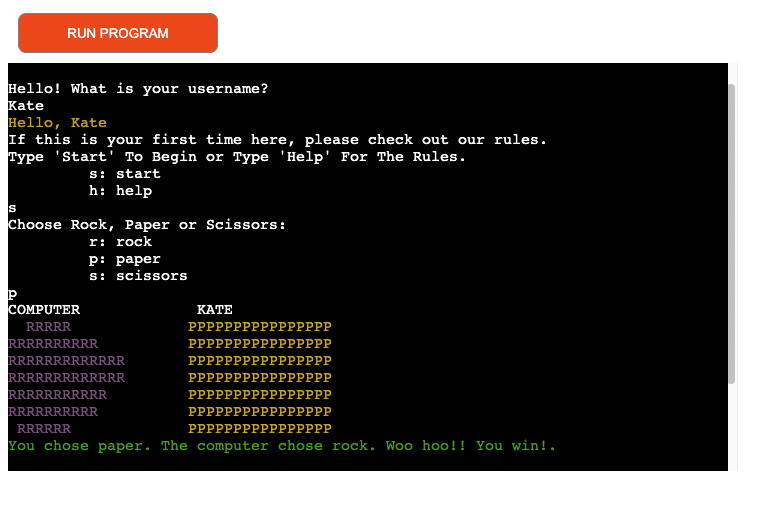 RUN PROGRAM
Hello! What is your username?
Kate
Hello, Kate
If this is your first time here, please check out our rules.
Type 'Start' To Begin or Type 'Help' For The Rules.
s: start
h: help
s
Choose Rock, Paper or Scissors:
r: rock
p: paper
s: scissors
p
COMPUTER             KATE
  RRRRR             PPPPPPPPPPPPPPPP
RRRRRRRRRR          PPPPPPPPPPPPPPPP
RRRRRRRRRRRRR       PPPPPPPPPPPPPPPP
RRRRRRRRRRRRR       PPPPPPPPPPPPPPPP
RRRRRRRRRRR         PPPPPPPPPPPPPPPP
RRRRRRRRRR          PPPPPPPPPPPPPPPP
 RRRRRR             PPPPPPPPPPPPPPPP
You chose paper. The computer chose rock. Woo hoo!! You win!.